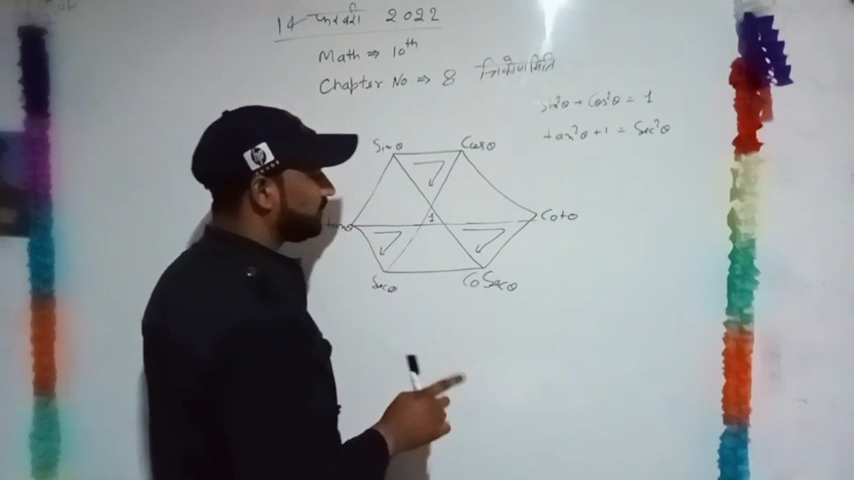 14 फरवरी 2022
Math ⇒ 10th
Chapter No ⇒ 8 त्रिकोणमिति
sin²θ + Cos²θ = 1
tan²θ + 1 = Sec²θ
Sinθ Cosθ
hp
tanθ 1 Cotθ
Secθ CoSecθ